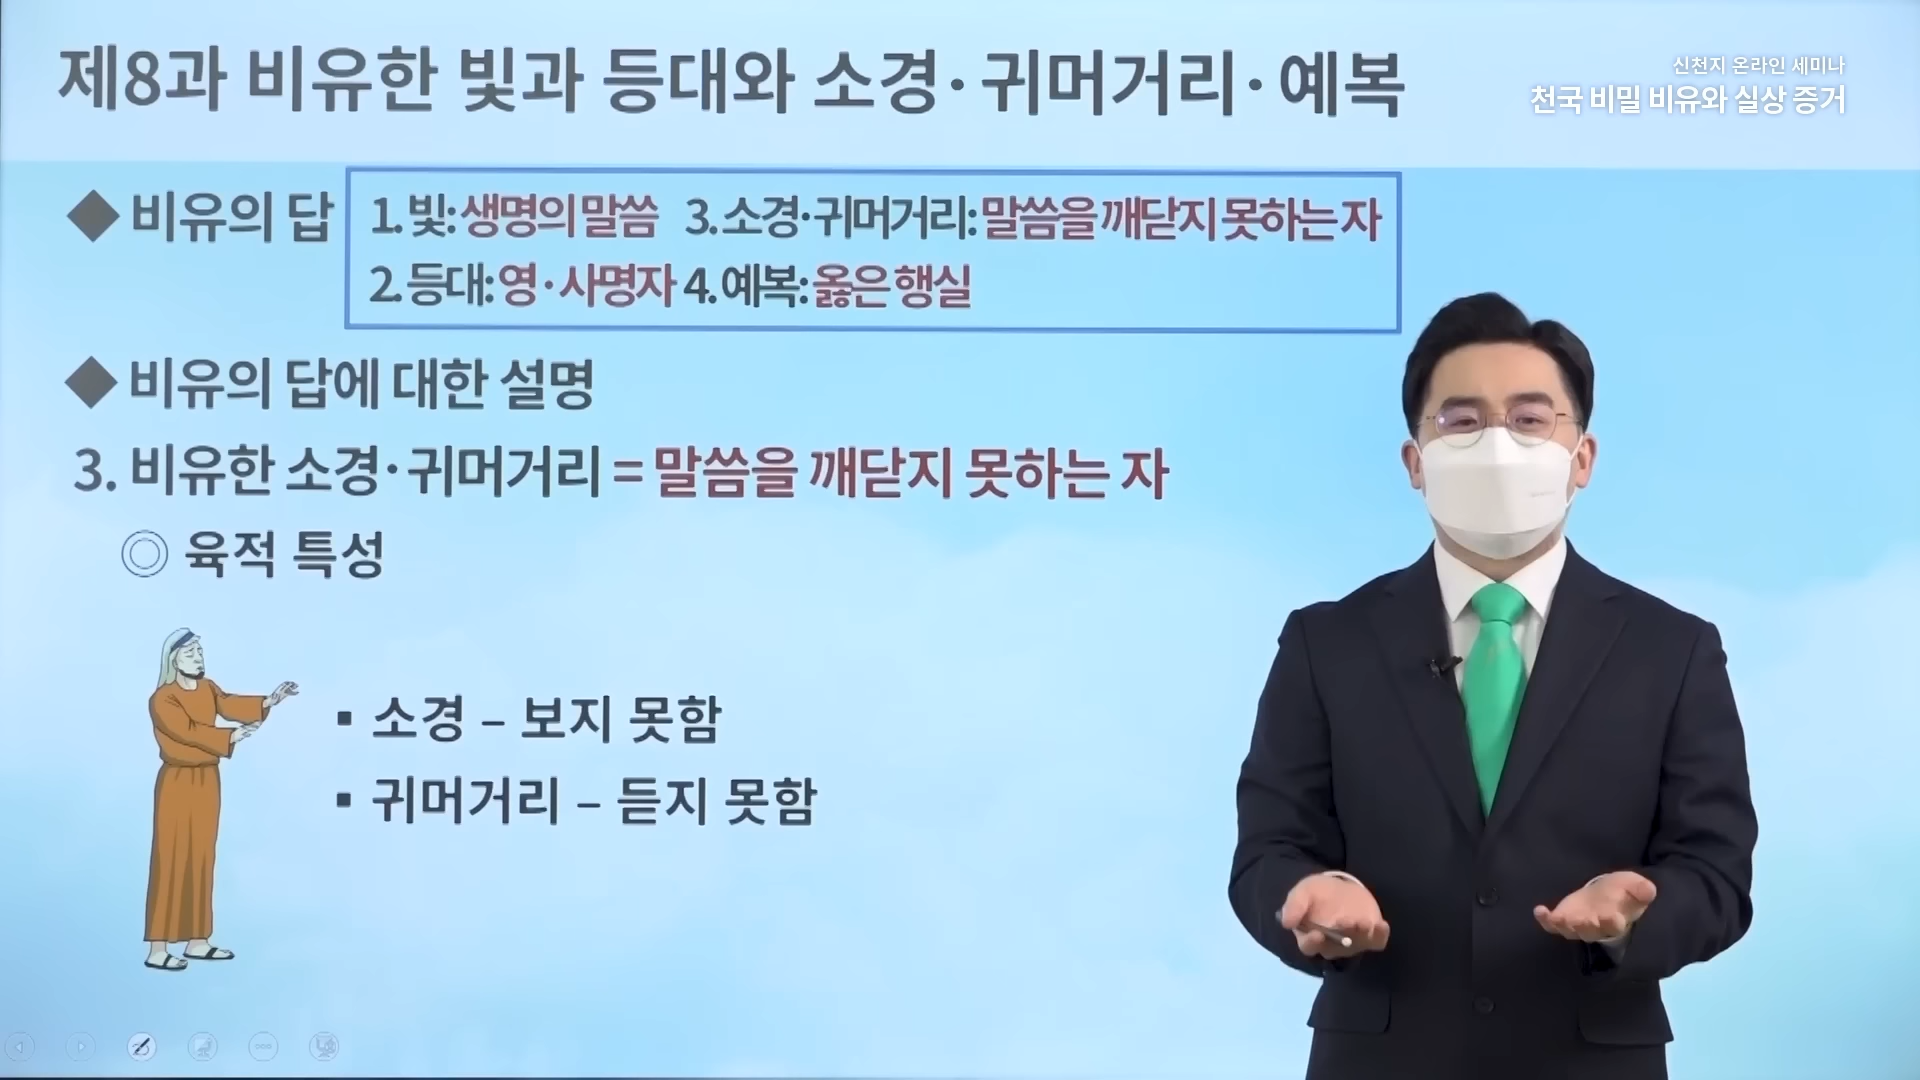 제8과 비유한 빛과 등대와 소경·귀머거리·예복
신천지 온라인 세미나
천국 비밀 비유와 실상 증거
◆ 비유의 답
1. 빛: 생명의 말씀 3. 소경·귀머거리: 말씀을 깨닫지 못하는 자
2. 등대: 영·사명자 4. 예복: 옳은 행실
◆ 비유의 답에 대한 설명
3. 비유한 소경·귀머거리 = 말씀을 깨닫지 못하는 자
◎ 육적 특성
▪ 소경 – 보지 못함
▪ 귀머거리 – 듣지 못함